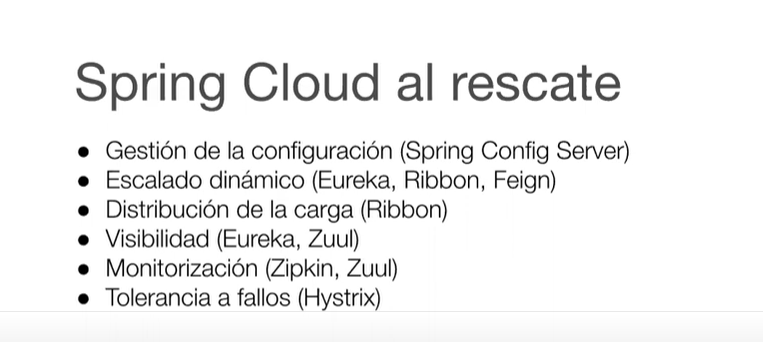 Spring Cloud al rescate
● Gestión de la configuración (Spring Config Server)
● Escalado dinámico (Eureka, Ribbon, Feign)
● Distribución de la carga (Ribbon)
● Visibilidad (Eureka, Zuul)
● Monitorización (Zipkin, Zuul)
● Tolerancia a fallos (Hystrix)